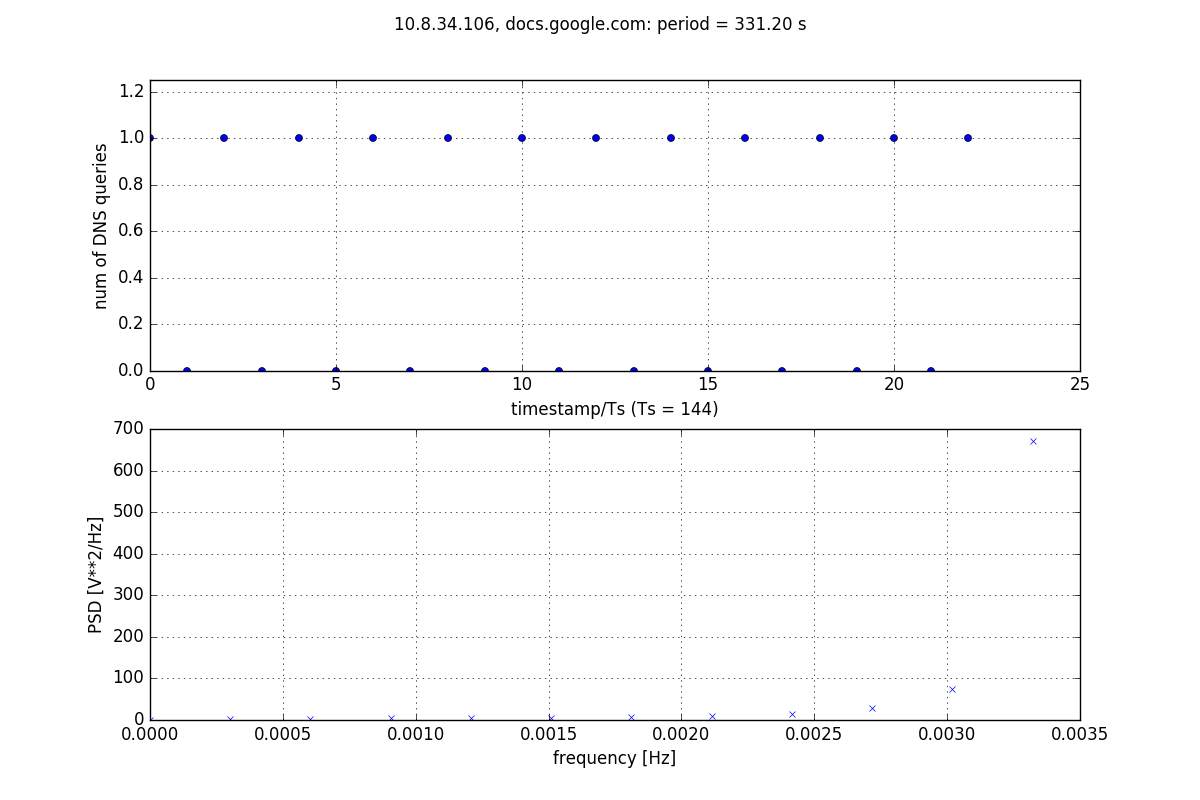 10.8.34.106, docs.google.com: period = 331.20 s
1.2
1.0
0.8
0.6
0.4
0.2
0.0
num of DNS queries
0 5 10 15 20 25
timestamp/Ts (Ts = 144)
700
600
500
400
300
200
100
0
PSD [V**2/Hz]
0.0000 0.0005 0.0010 0.0015 0.0020 0.0025 0.0030 0.0035
frequency [Hz]